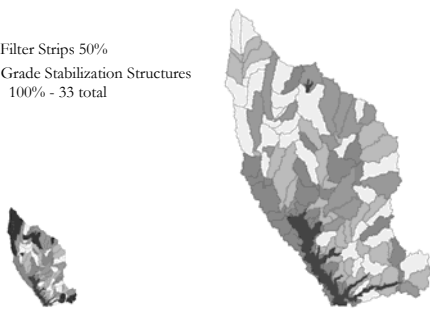 Filter Strips 50%
Grade Stabilization Structures
100% - 33 total